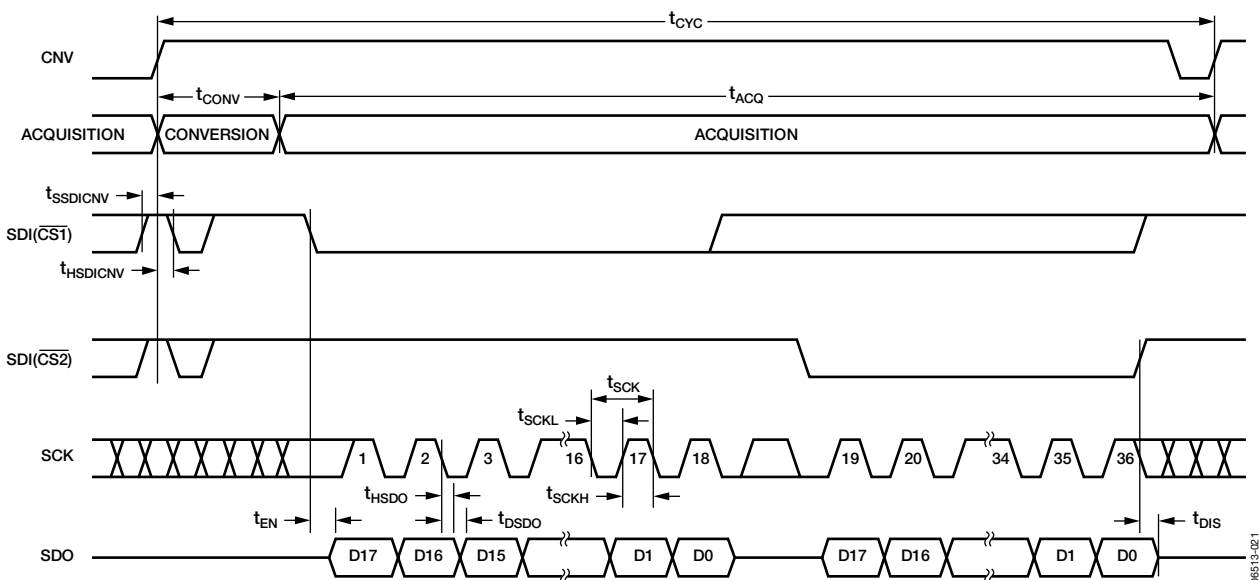 tCYC
CNV
tCONV
tACQ
ACQUISITION
CONVERSION
ACQUISITION
tSSDICNV
SDI(CS1)
tHSDICNV
SDI(CS2)
tSCK
tSCKL
SCK
1 2 3 16 17 18 19 20 34 35 36
tHSDO
tSCKH
tEN
tDSDO
tDIS
SDO
D17 D16 D15 D1 D0 D17 D16 D1 D0
06513-021